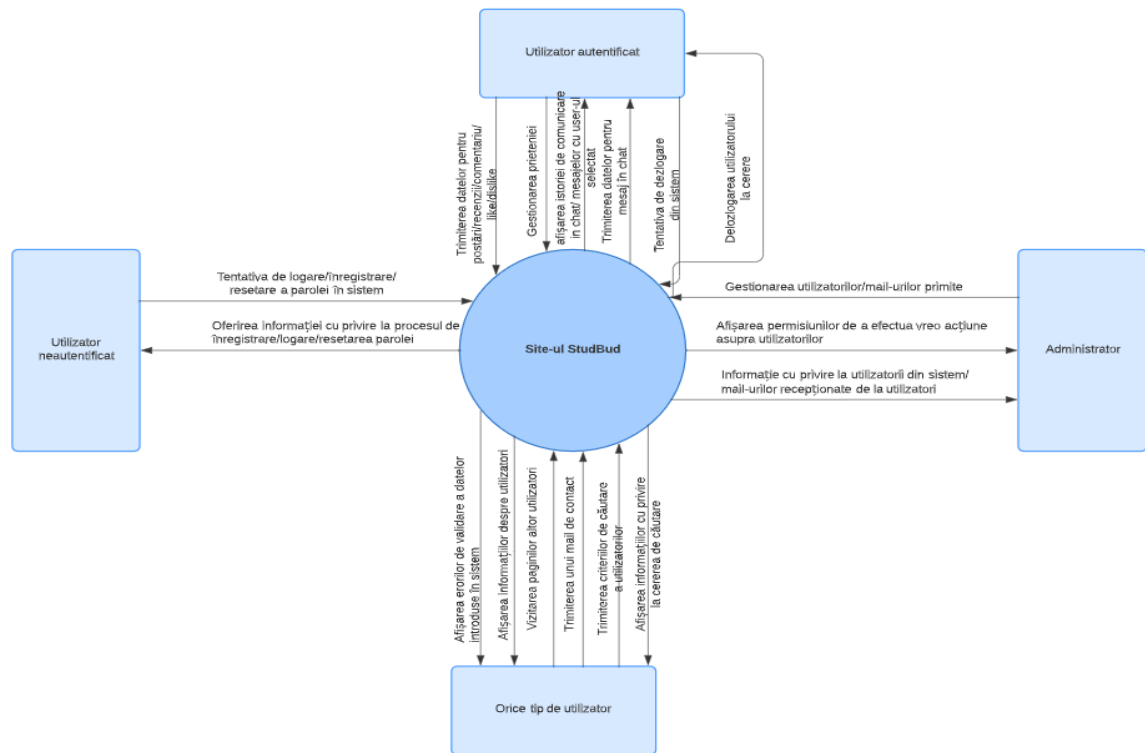 Utilizator autentificat
Trimiterea datelor pentru
postări/recenzii/comentariu/
like/dislike
Gestionarea prieteniei
afișarea istoriei de comunicare
in chat/ mesajelor cu user-ul
selectat
Trimiterea datelor pentru
mesaj în chat
Tentativa de dezlogare
din sistem
Delozlogarea utilizatorului
la cerere
Utilizator
neautentificat
Tentativa de logare/înregistrare/
resetare a parolei în sistem
Oferirea informației cu privire la procesul de
înregistrare/logare/resetarea parolei
Site-ul StudBud
Gestionarea utilizatorilor/mail-urilor primite
Afișarea permisiunilor de a efectua vreo acțiune
asupra utilizatorilor
Informație cu privire la utilizatorii din sistem/
mail-urilor recepționate de la utilizatori
Administrator
Afișarea erorilor de validare a datelor
introduse în sistem
Afișarea informațiilor despre utilizatori
Vizitarea paginilor altor utilizatori
Trimiterea unui mail de contact
Trimiterea criteriilor de căutare
a utilizatorilor
Afișarea informațiilor cu privire
la cererea de căutare
Orice tip de utilizator